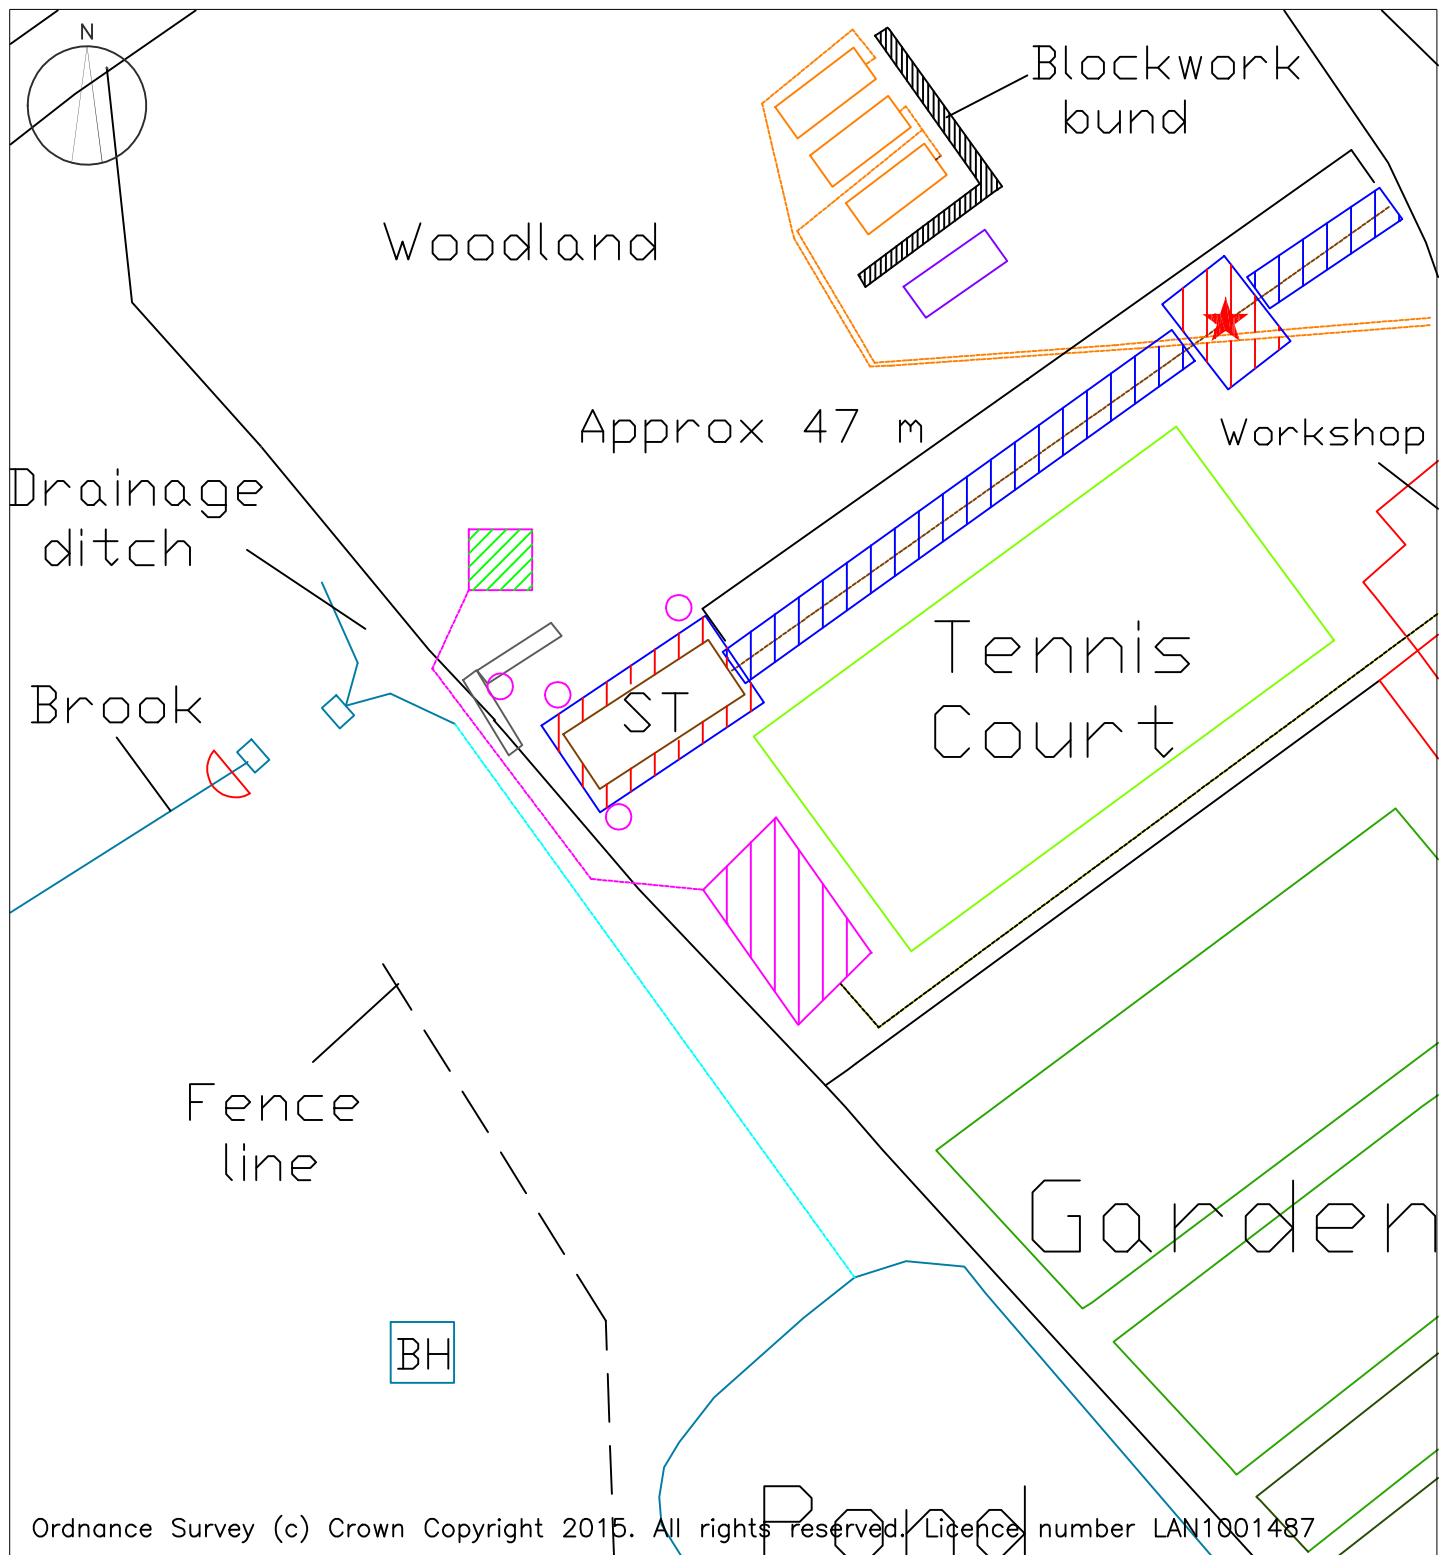 N
Blockwork
bund
Woodland
Approx 47 m
Workshop
Drainage
ditch
Tennis
Court
Brook
ST
Fence
line
Garden
BH
Pond
Ordnance Survey (c) Crown Copyright 2015. All rights reserved. Licence number LAN1001487